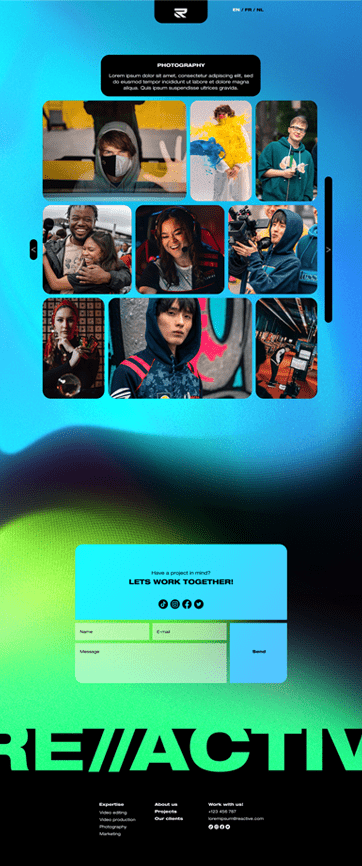 EN / FR / NL
PHOTOGRAPHY
Lorem ipsum dolor sit amet, consectetur adipiscing elit, sed
do eiusmod tempor incididunt ut labore et dolore magna
aliqua. Quis ipsum suspendisse ultrices gravida.
Have a project in mind?
LETS WORK TOGETHER!
Name
E-mail
Send
Message
RE//ACTIV
Expertise
Video editing
Video production
Photography
Marketing
About us
Projects
Our clients
Work with us!
+123 456 787
loremipsum@reactive.com